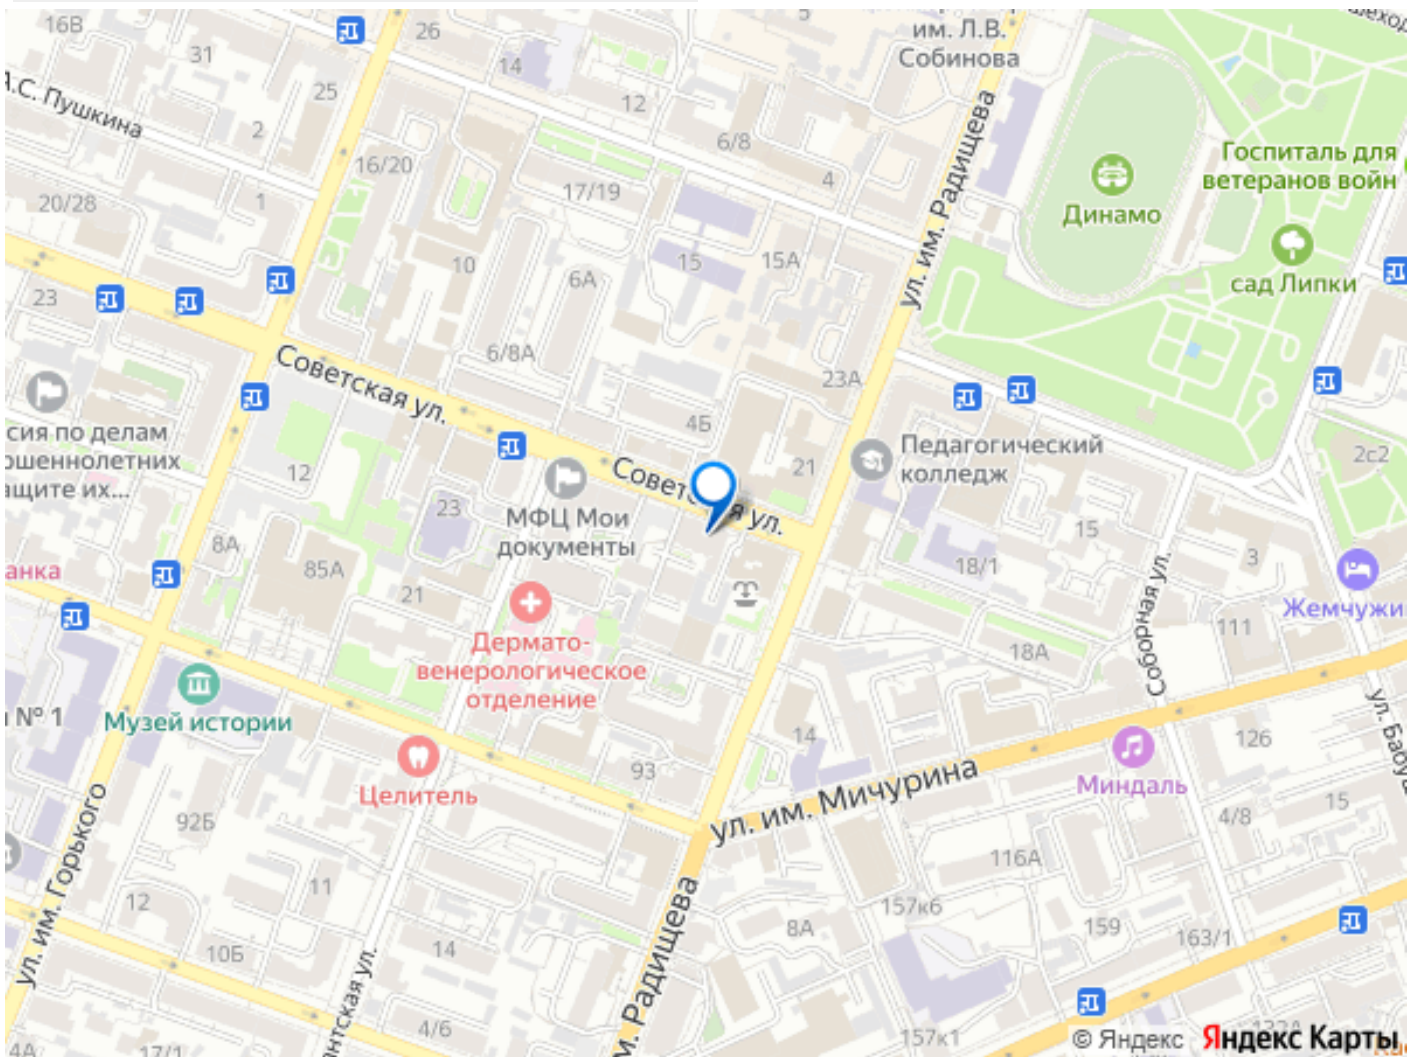 16В
26
им. Л.В.
Собинова
31
14
25
12
А.С. Пушкина
2
6/8
ул. им. Радищева
Госпиталь для
ветеранов войн
16/20
17/19
4
Динамо
20/28
1
10
6А
15
15А
сад Липки
23
6/8А
Советская ул.
23А
4Б
сия по делам
ршеннолетних
ащите их...
12
21
Педагогический
колледж
2с2
Советская ул.
23
МФЦ Мои
документы
15
8А
85А
21
18/1
3
анка
Жемчужи
Дермато-
венерологическое
отделение
111
18А
Соборная ул.
№ 1
Музей истории
14
126
ул. Бабуш
93
Целитель
ул. им. Мичурина
Миндаль
15
92Б
4/8
ул. им. Горького
116А
11
12
157к6
8А
159
163/1
10Б
14
м. Радищева
антская ул.
4/6
157к1
4А
17/1
© Яндекс Яндекс Карты